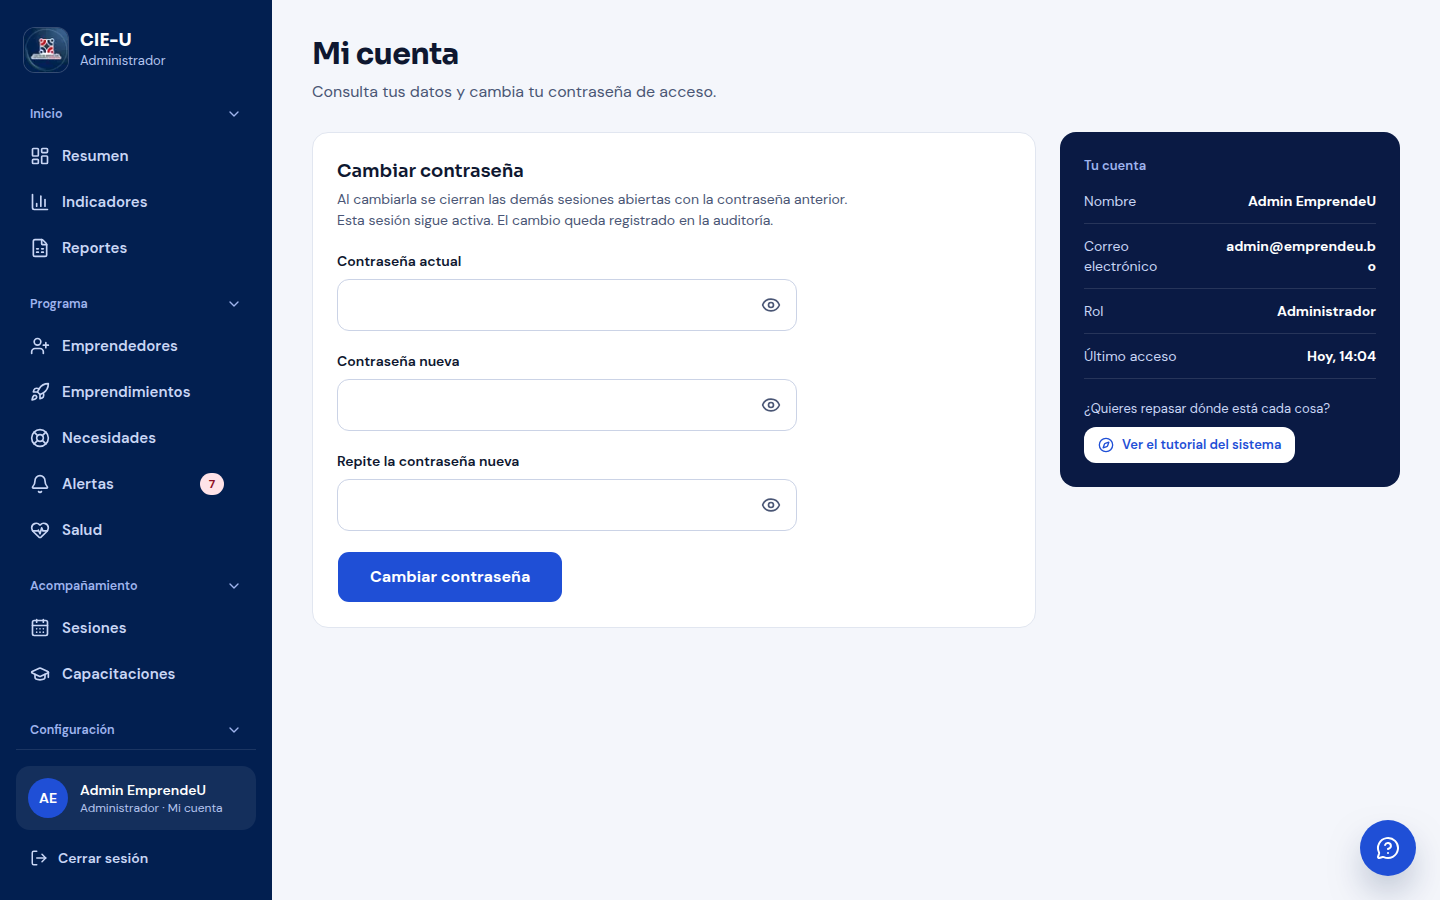 CIE-U
Administrador
Inicio
Resumen
Indicadores
Reportes
Programa
Emprendedores
Emprendimientos
Necesidades
Alertas 7
Salud
Acompañamiento
Sesiones
Capacitaciones
Configuración
AE
Admin EmprendeU
Administrador · Mi cuenta
Cerrar sesión
Mi cuenta
Consulta tus datos y cambia tu contraseña de acceso.
Cambiar contraseña
Al cambiarla se cierran las demás sesiones abiertas con la contraseña anterior.
Esta sesión sigue activa. El cambio queda registrado en la auditoría.
Contraseña actual
Contraseña nueva
Repite la contraseña nueva
Cambiar contraseña
Tu cuenta
Nombre Admin EmprendeU
Correo admin@emprendeu.b
electrónico o
Rol Administrador
Último acceso Hoy, 14:04
¿Quieres repasar dónde está cada cosa?
Ver el tutorial del sistema